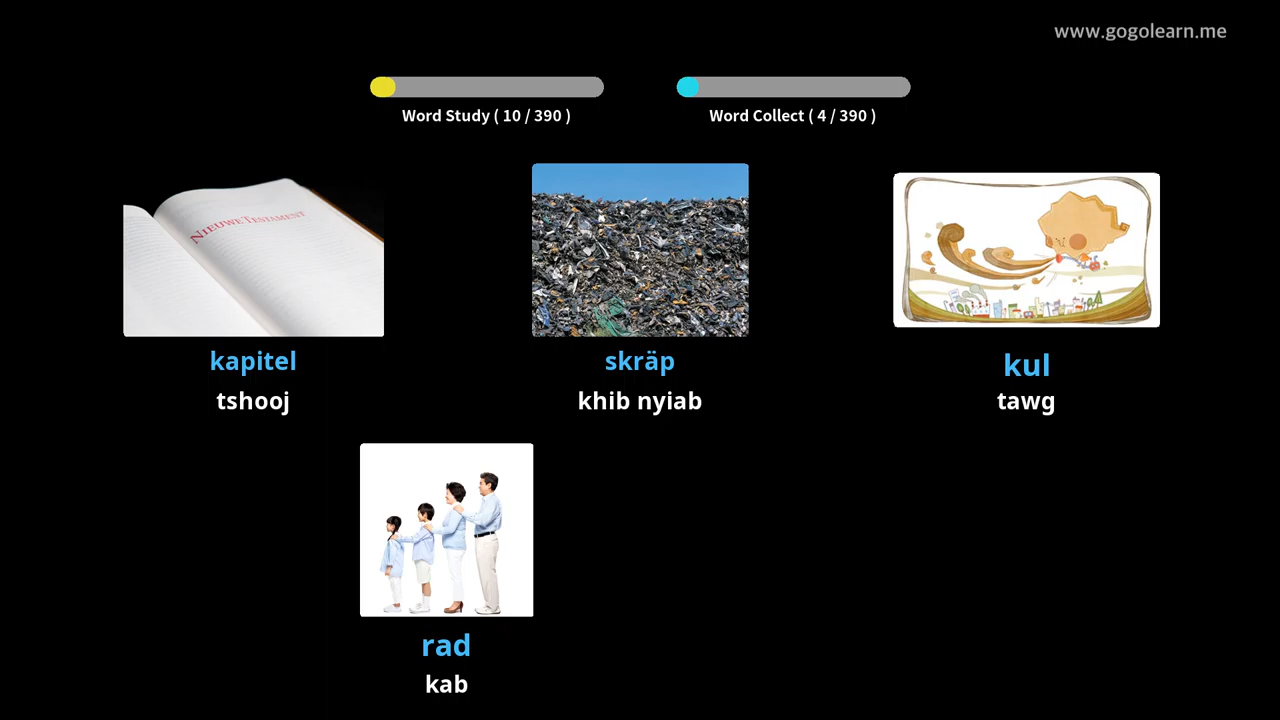 www.gogolearn.me
Word Study ( 10 / 390 )
Word Collect ( 4 / 390 )
NIEUWE TESTAMENT
kapitel
tshooj
skräp
khib nyiab
kul
tawg
rad
kab